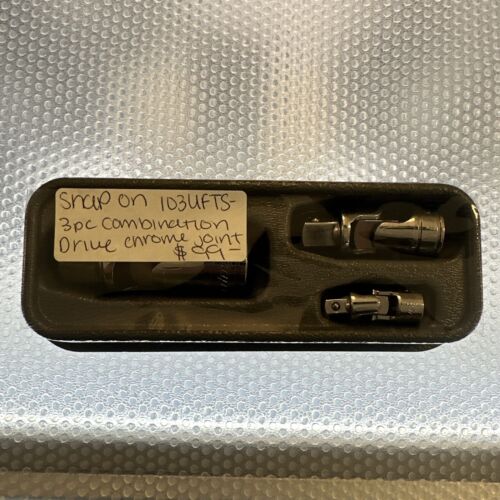 Snap on 103UFTS-
3pc combination
Drive chrome joint
$99-